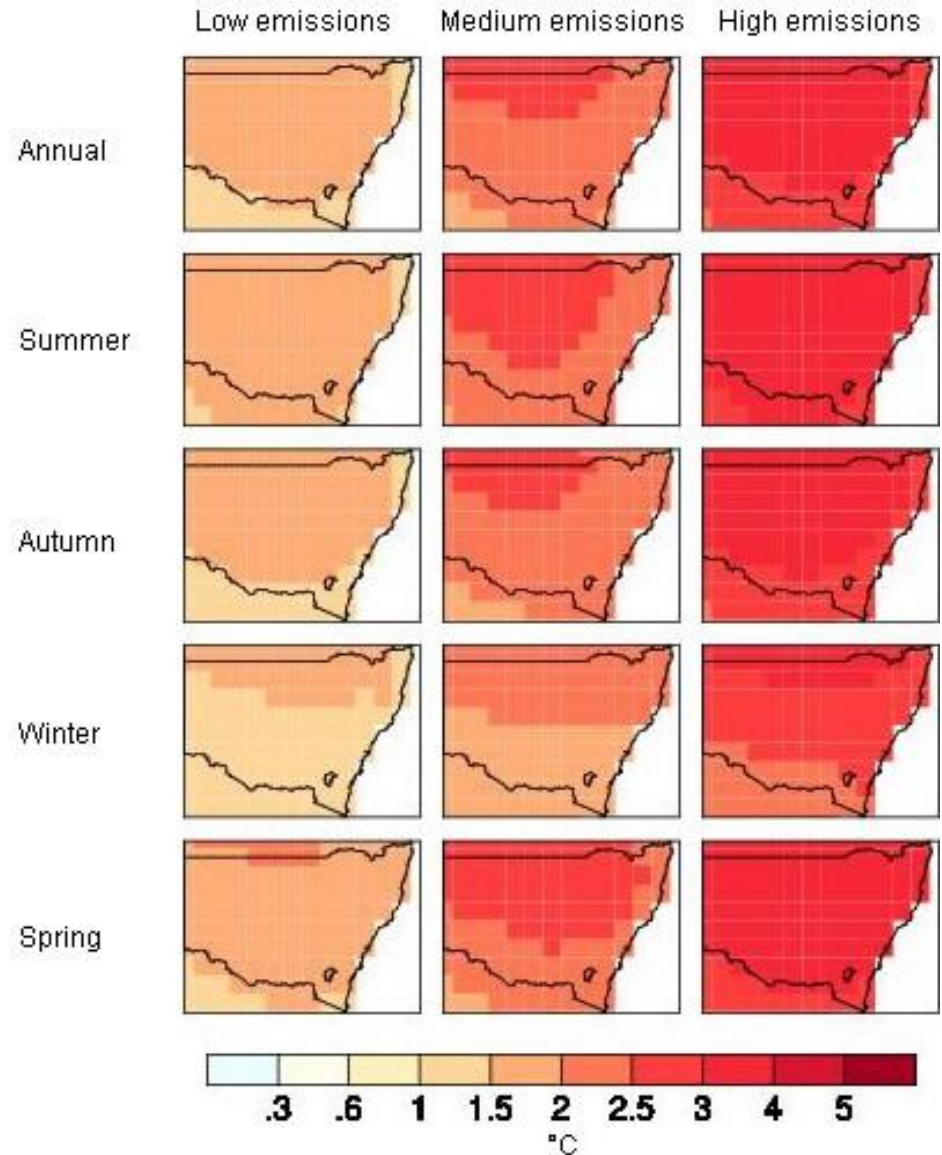 Low emissions Medium emissions High emissions
Annual
Summer
Autumn
Winter
Spring
.3 .6 1 1.5 2 2.5 3 4 5
°C